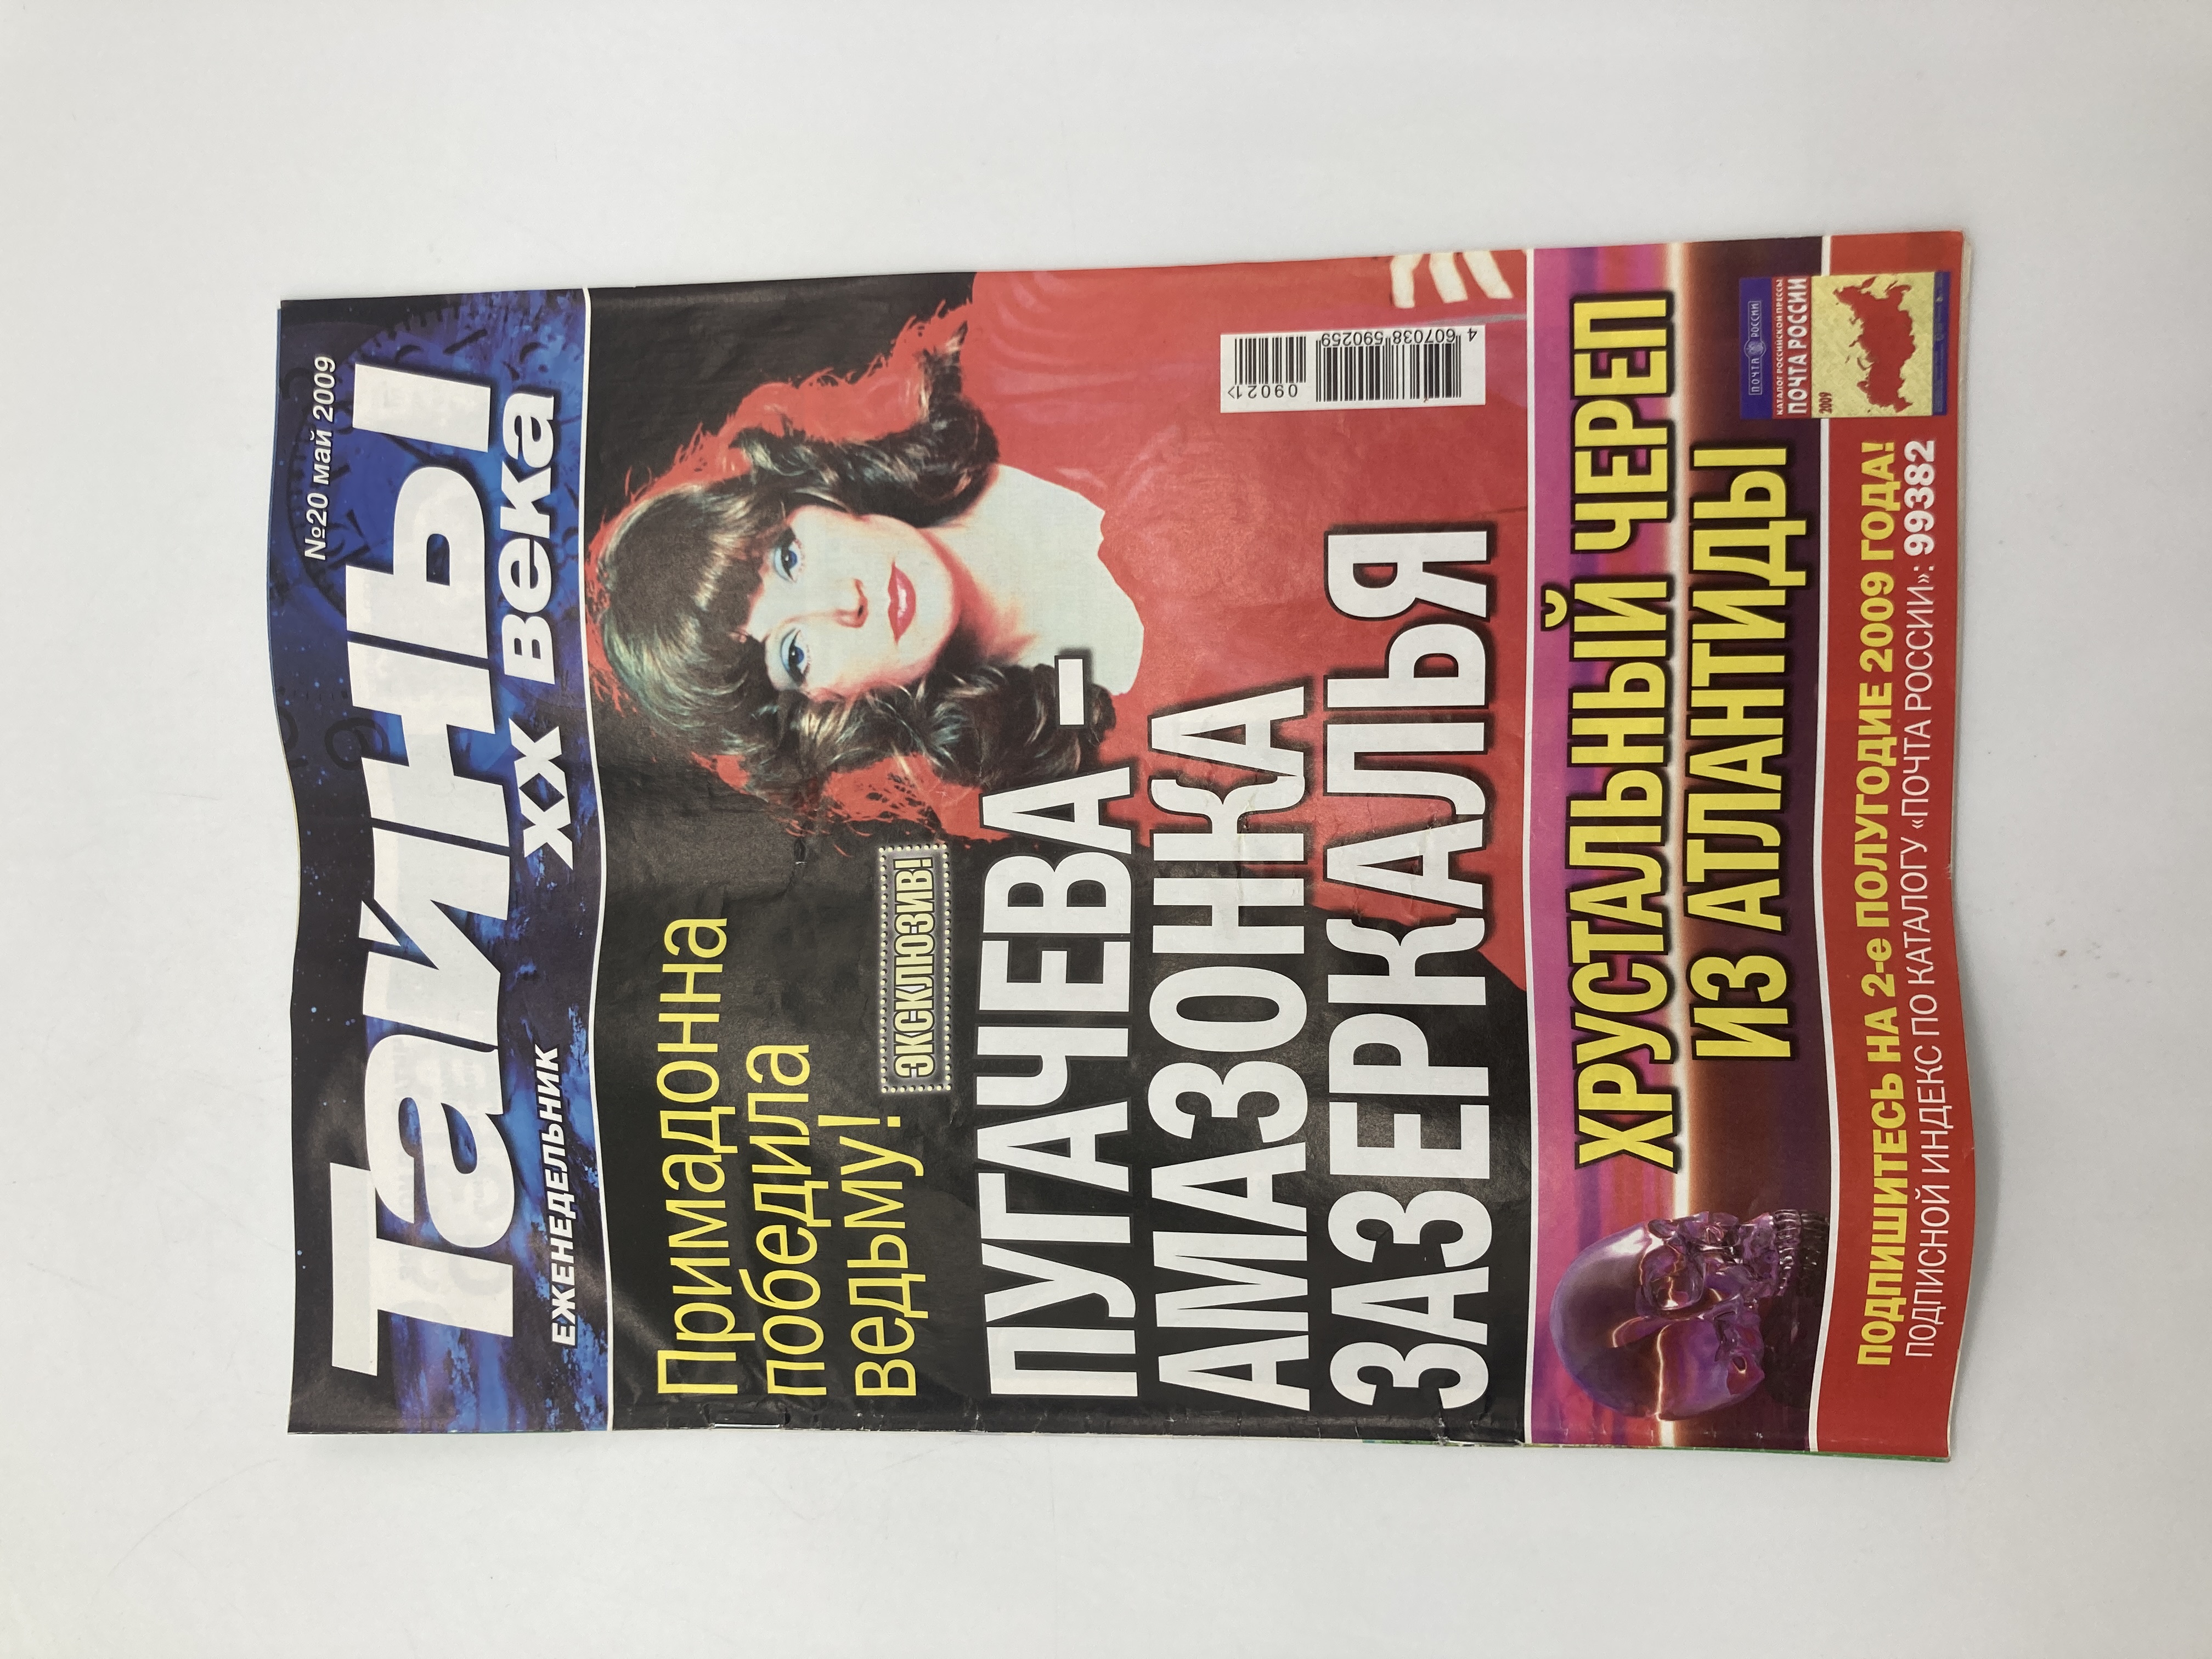 №20 май 2009
Тайны
ЕЖЕНЕДЕЛЬНИК
XX века
Примадонна
победила
ведьму!
ЭКСКЛЮЗИВ!
ПУГАЧЕВА -
АМАЗОНКА
ЗАЗЕРКАЛЬЯ
09021>
4 607038 590259
ХРУСТАЛЬНЫЙ ЧЕРЕП
ИЗ АТЛАНТИДЫ
ПОЧТА РОССИИ
КАТАЛОГ РОССИЙСКОЙ ПРЕССЫ
ПОЧТА РОССИИ
2009
ПОДПИШИТЕСЬ НА 2-е ПОЛУГОДИЕ 2009 ГОДА!
ПОДПИСНОЙ ИНДЕКС ПО КАТАЛОГУ «ПОЧТА РОССИИ»: 99382